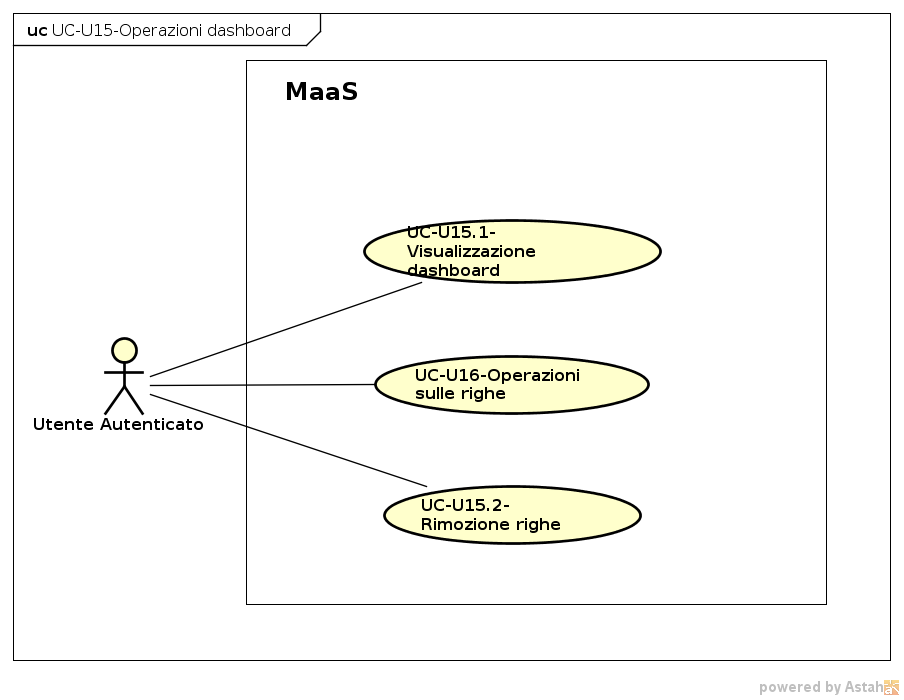 uc UC-U15-Operazioni dashboard
MaaS
UC-U15.1-
Visualizzazione
dashboard
UC-U16-Operazioni
sulle righe
Utente Autenticato
UC-U15.2-
Rimozione righe
powered by Astah